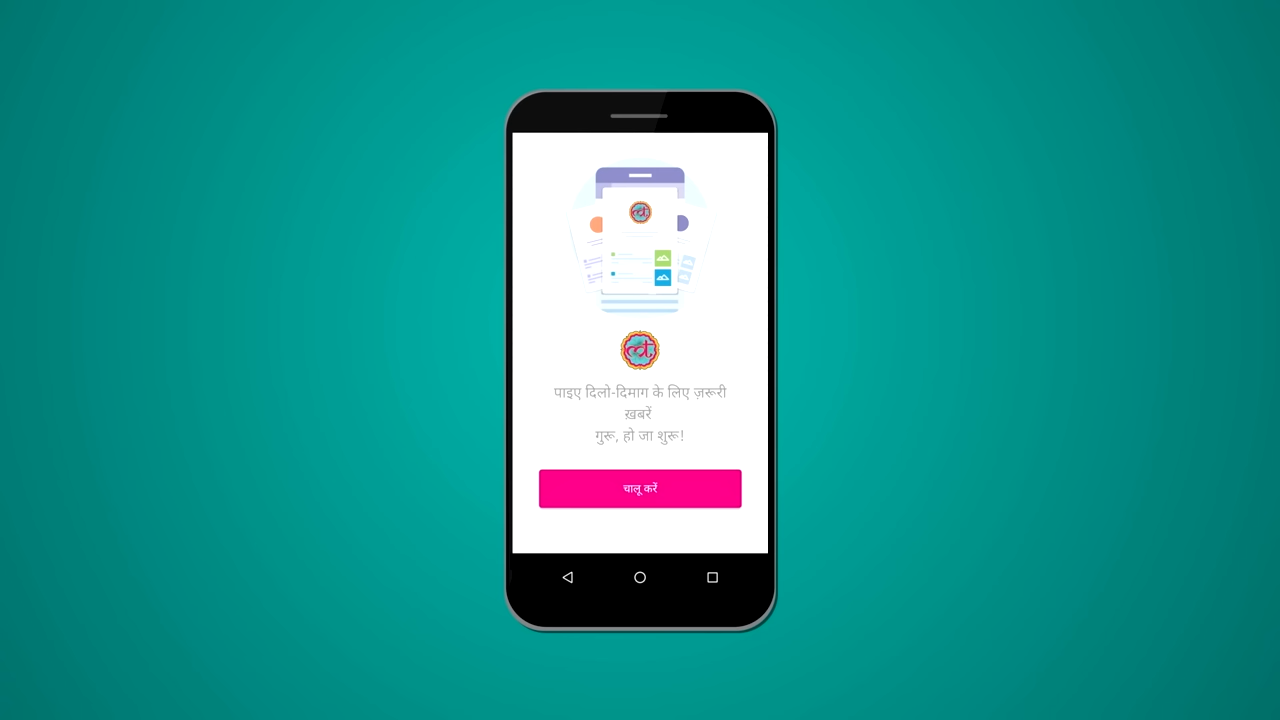 पाइए दिलो-दिमाग के लिए ज़रूरी
ख़बरें
गुरू, हो जा शुरू!
चालू करें